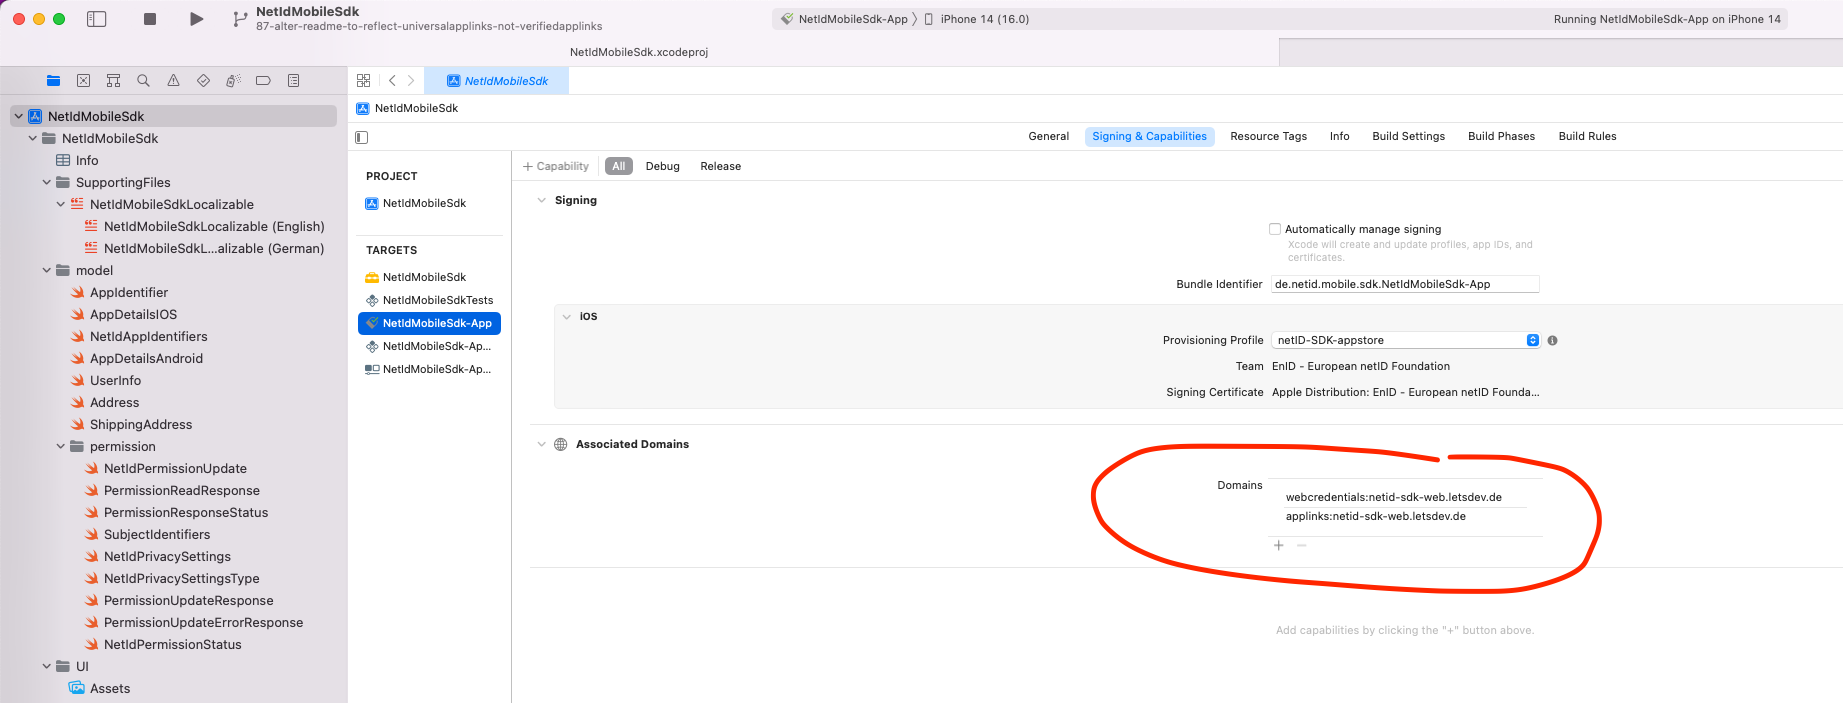 NetIdMobileSdk
87-alter-readme-to-reflect-universalapplinks-not-verifiedapplinks
NetIdMobileSdk-App
iPhone 14 (16.0)
Running NetIdMobileSdk-App on iPhone 14
NetIdMobileSdk.xcodeproj
NetIdMobileSdk
NetIdMobileSdk
General
Signing & Capabilities
Resource Tags
Info
Build Settings
Build Phases
Build Rules
NetIdMobileSdk
NetIdMobileSdk
Info
SupportingFiles
NetIdMobileSdkLocalizable
NetIdMobileSdkLocalizable (English)
NetIdMobileSdkL...alizable (German)
model
AppIdentifier
AppDetailsIOS
NetIdAppIdentifiers
AppDetailsAndroid
UserInfo
Address
ShippingAddress
permission
NetIdPermissionUpdate
PermissionReadResponse
PermissionResponseStatus
SubjectIdentifiers
NetIdPrivacySettings
NetIdPrivacySettingsType
PermissionUpdateResponse
PermissionUpdateErrorResponse
NetIdPermissionStatus
UI
Assets
PROJECT
NetIdMobileSdk
TARGETS
NetIdMobileSdk
NetIdMobileSdkTests
NetIdMobileSdk-App
NetIdMobileSdk-Ap...
NetIdMobileSdk-Ap...
+ Capability
All
Debug
Release
Signing
Automatically manage signing
Xcode will create and update profiles, app IDs, and
certificates.
Bundle Identifier
de.netid.mobile.sdk.NetIdMobileSdk-App
iOS
Provisioning Profile
netID-SDK-appstore
Team
EnID - European netID Foundation
Signing Certificate
Apple Distribution: EnID - European netID Founda...
Associated Domains
Domains
webcredentials:netid-sdk-web.letsdev.de
applinks:netid-sdk-web.letsdev.de
Add capabilities by clicking the "+" button above.